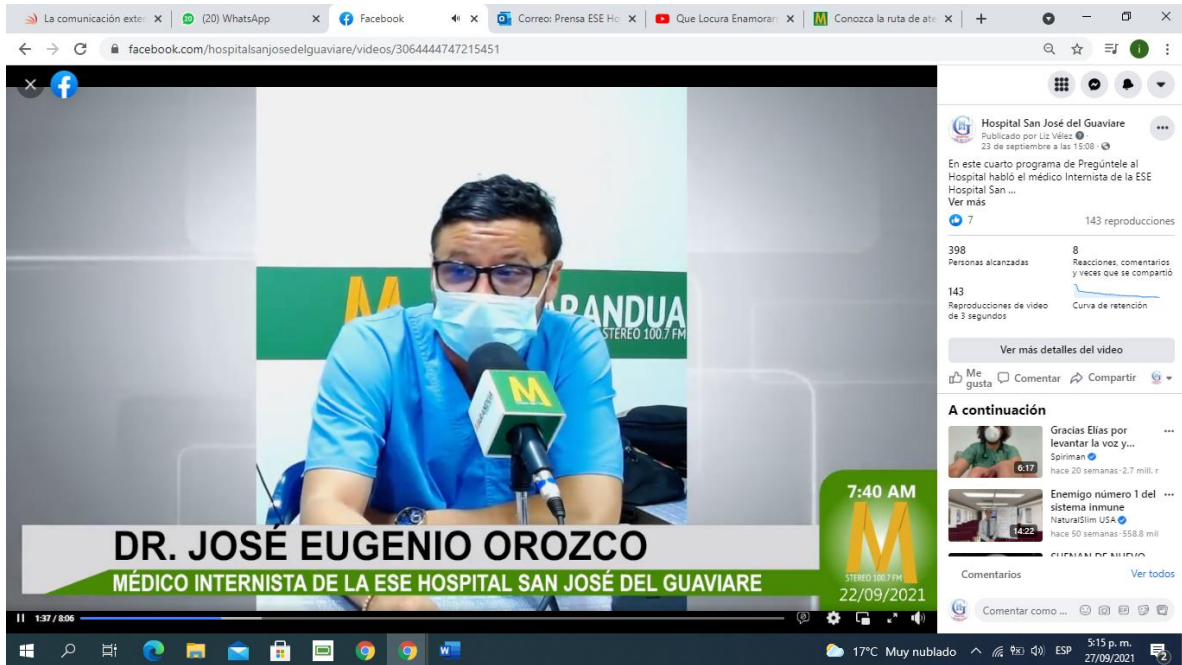 La comunicación exter
(20) WhatsApp
Facebook
Correo: Prensa ESE Ho
Que Locura Enamorarm
Conozca la ruta de ate
facebook.com/hospitalsanjosedelguaviare/videos/3064444747215451
Hospital San José del Guaviare
Publicado por Liz Vélez
23 de septiembre a las 15:08
En este cuarto programa de Pregúntele al
Hospital habló el médico Internista de la ESE
Hospital San ...
Ver más
7
143 reproducciones
398
Personas alcanzadas
8
Reacciones, comentarios
y veces que se compartió
143
Reproducciones de video
de 3 segundos
Curva de retención
Ver más detalles del video
Me gusta
Comentar
Compartir
A continuación
Gracias Elías por
levantar la voz y...
Spiriman
hace 20 semanas·2.7 mill. r
6:17
Enemigo número 1 del
sistema inmune
NaturalSlim USA
hace 50 semanas·558.8 mil
14:22
Comentarios
Ver todos
Comentar como ...
M
ARANDUA
STEREO 100.7 FM
M
7:40 AM
M
STEREO 100.7 FM
22/09/2021
DR. JOSÉ EUGENIO OROZCO
MÉDICO INTERNISTA DE LA ESE HOSPITAL SAN JOSÉ DEL GUAVIARE
1:37 / 8:06
17°C Muy nublado
ESP
5:15 p. m.
27/09/2021
2